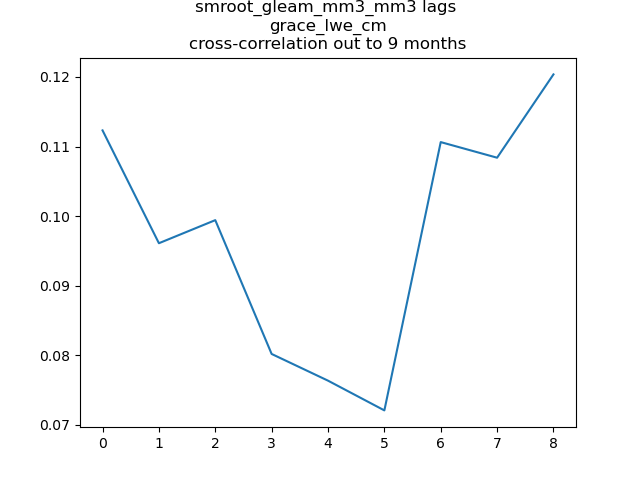 smroot_gleam_mm3_mm3 lags
grace_lwe_cm
cross-correlation out to 9 months
0.12
0.11
0.10
0.09
0.08
0.07
0 1 2 3 4 5 6 7 8